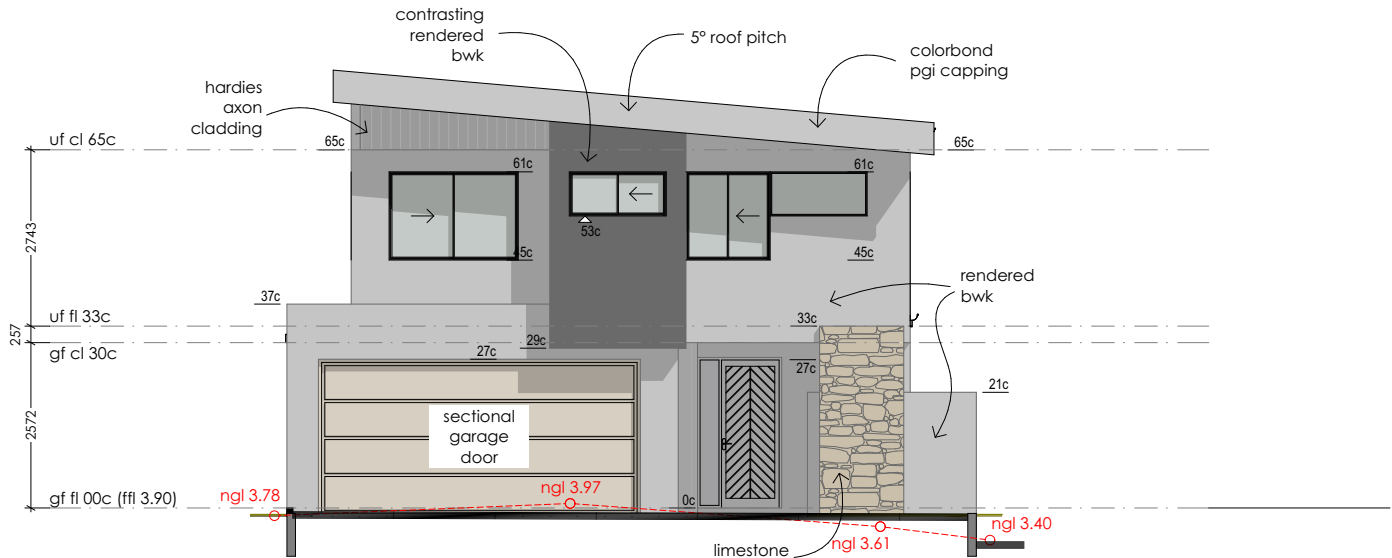 contrasting
rendered
bwk
5° roof pitch
colorbond
pgi capping
hardies
axon
cladding
uf cl 65c
65c
65c
61c
61c
2743
53c
45c
45c
rendered
bwk
37c
uf fl 33c
33c
257
gf cl 30c
29c
27c
27c
21c
2572
sectional
garage
door
gf fl 00c (ffl 3.90)
0c
ngl 3.78
ngl 3.97
ngl 3.61
ngl 3.40
limestone